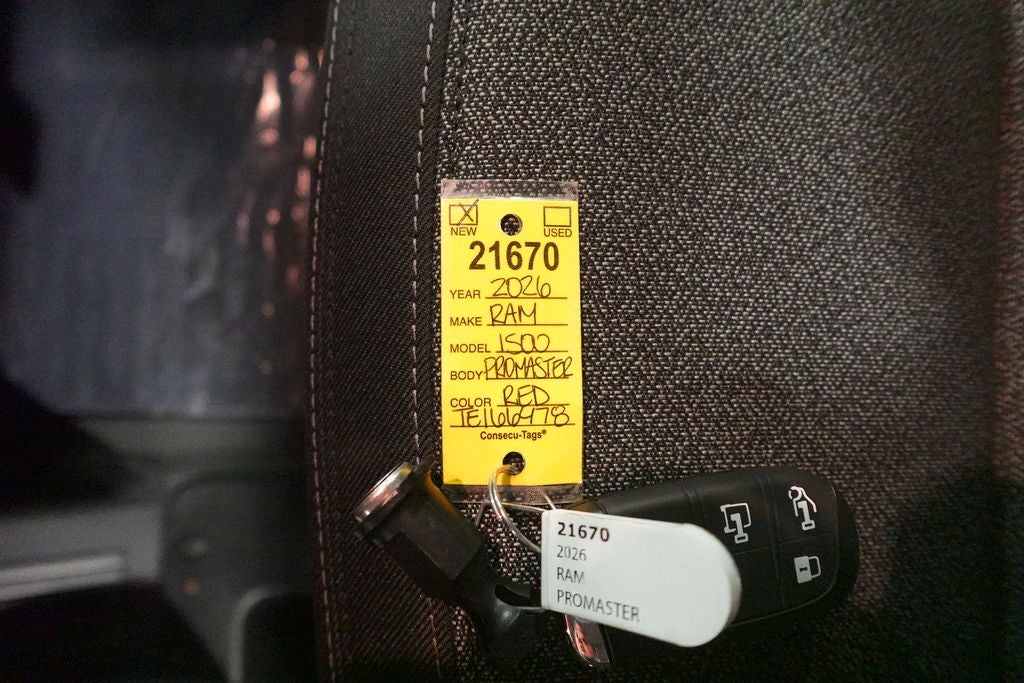 NEW USED
21670
YEAR 2026
MAKE RAM
MODEL 1500
BODY PROMASTER
COLOR RED
TE166978
Consecu-Tags®
21670
2026
RAM
PROMASTER